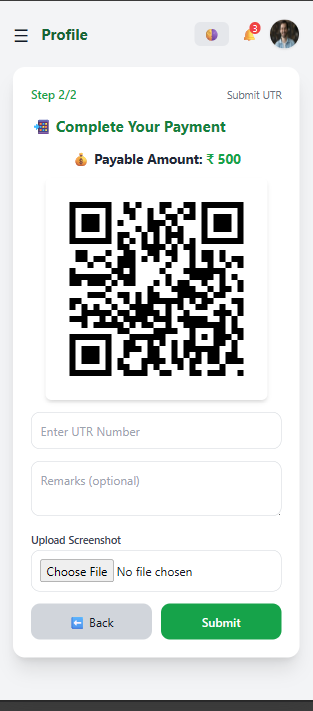 ☰ Profile
3
Step 2/2 Submit UTR
📲 Complete Your Payment
💰 Payable Amount: ₹ 500
Enter UTR Number
Remarks (optional)
Upload Screenshot
Choose File No file chosen
⬅️ Back Submit